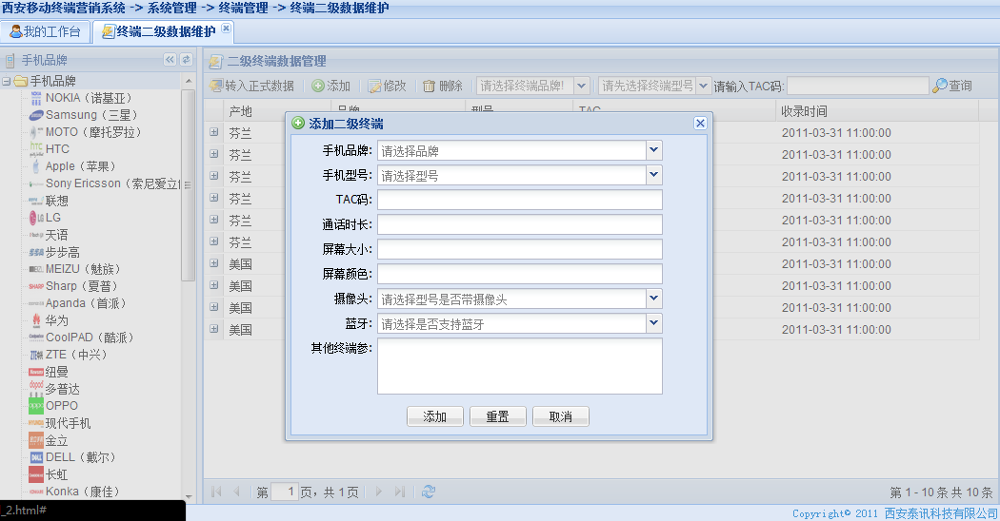 西安移动终端营销系统 -> 系统管理 -> 终端管理 -> 终端二级数据维护
我的工作台 终端二级数据维护
手机品牌
手机品牌
NOKIA（诺基亚）
Samsung（三星）
MOTO（摩托罗拉）
HTC
Apple（苹果）
Sony Ericsson（索尼爱立信
联想
LG
天语
步步高
MEIZU（魅族）
Sharp（夏普）
Apanda（首派）
华为
CoolPAD（酷派）
ZTE（中兴）
纽曼
多普达
OPPO
现代手机
金立
DELL（戴尔）
长虹
Konka（康佳）
_2.html#
二级终端数据管理
转入正式数据 添加 修改 删除 请选择终端品牌! 请先选择终端型号 请输入TAC码: 查询
产地 品牌 型号 TAC 收录时间
芬兰 2011-03-31 11:00:00
芬兰 2011-03-31 11:00:00
芬兰 2011-03-31 11:00:00
芬兰 2011-03-31 11:00:00
芬兰 2011-03-31 11:00:00
芬兰 2011-03-31 11:00:00
美国 2011-03-31 11:00:00
美国 2011-03-31 11:00:00
美国 2011-03-31 11:00:00
美国 2011-03-31 11:00:00
添加二级终端
手机品牌: 请选择品牌
手机型号: 请选择型号
TAC码:
通话时长:
屏幕大小:
屏幕颜色:
摄像头: 请选择型号是否带摄像头
蓝牙: 请选择是否支持蓝牙
其他终端参:
添加 重置 取消
第 1 页，共 1 页
第 1 - 10 条 共 10 条
Copyright© 2011 西安泰讯科技有限公司